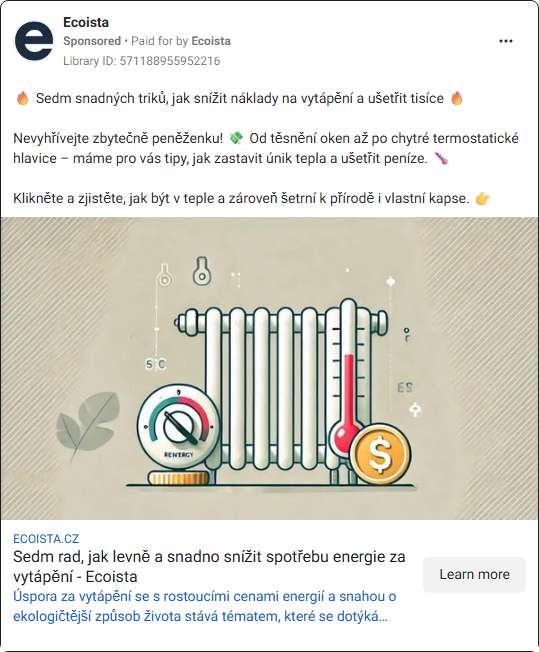 Ecoista
Sponsored • Paid for by Ecoista
Library ID: 571188955952216
🔥 Sedm snadných triků, jak snížit náklady na vytápění a ušetřit tisíce 🔥
Nevyhřívejte zbytečně peněženku! 💸 Od těsnění oken až po chytré termostatické
hlavice – máme pro vás tipy, jak zastavit únik tepla a ušetřit peníze. 🌡️
Klikněte a zjistěte, jak být v teple a zároveň šetrní k přírodě i vlastní kapse. 👉
S C
ES
RENERGY
$
ECOISTA.CZ
Sedm rad, jak levně a snadno snížit spotřebu energie za
vytápění - Ecoista
Learn more
Úspora za vytápění se s rostoucími cenami energií a snahou o
ekologičtější způsob života stává tématem, které se dotýká...